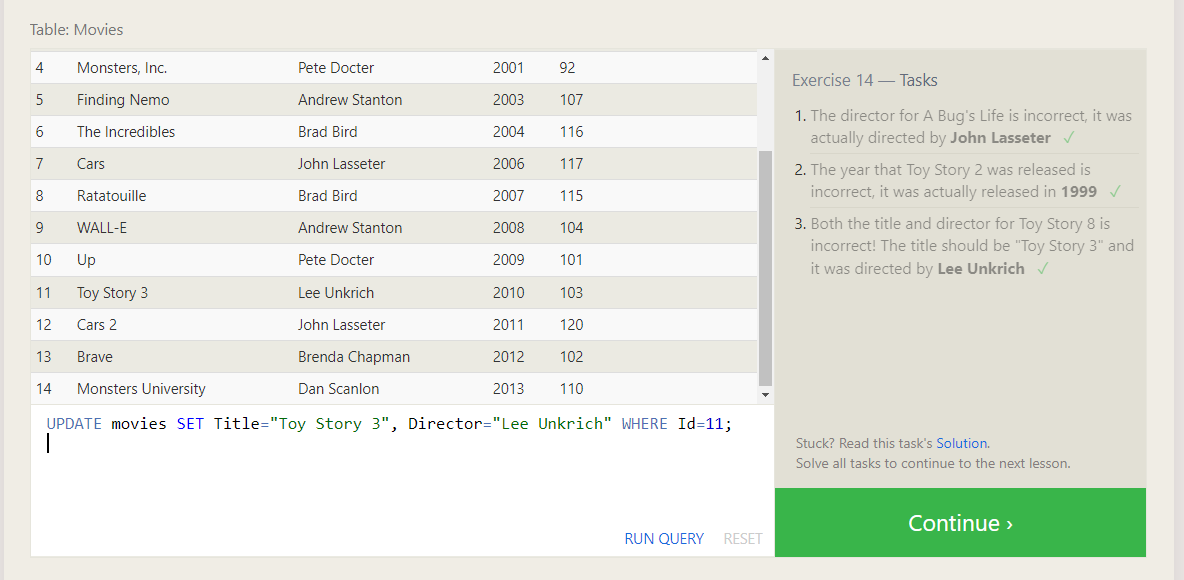 Table: Movies
4 Monsters, Inc. Pete Docter 2001 92
5 Finding Nemo Andrew Stanton 2003 107
6 The Incredibles Brad Bird 2004 116
7 Cars John Lasseter 2006 117
8 Ratatouille Brad Bird 2007 115
9 WALL-E Andrew Stanton 2008 104
10 Up Pete Docter 2009 101
11 Toy Story 3 Lee Unkrich 2010 103
12 Cars 2 John Lasseter 2011 120
13 Brave Brenda Chapman 2012 102
14 Monsters University Dan Scanlon 2013 110
UPDATE movies SET Title="Toy Story 3", Director="Lee Unkrich" WHERE Id=11;
RUN QUERY RESET
Exercise 14 — Tasks
1. The director for A Bug's Life is incorrect, it was
actually directed by John Lasseter ✓
2. The year that Toy Story 2 was released is
incorrect, it was actually released in 1999 ✓
3. Both the title and director for Toy Story 8 is
incorrect! The title should be "Toy Story 3" and
it was directed by Lee Unkrich ✓
Stuck? Read this task's Solution.
Solve all tasks to continue to the next lesson.
Continue ›